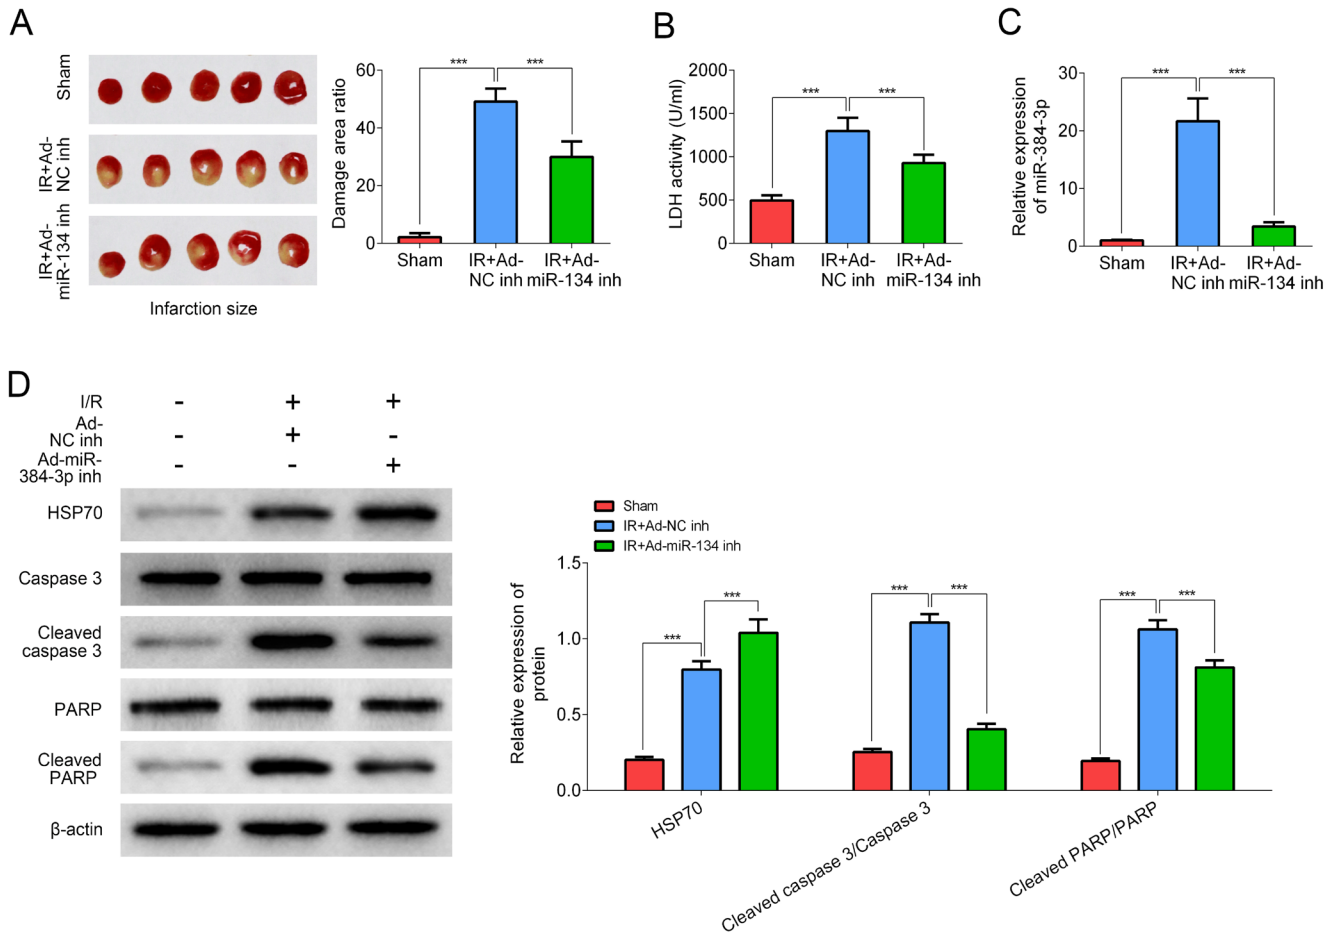 A
Sham
IR+Ad-
NC inh
IR+Ad-
miR-134 inh
Infarction size
Damage area ratio
60
40
20
0
***
***
Sham
IR+Ad-
NC inh
IR+Ad-
miR-134 inh
B
LDH activity (U/ml)
2000
1500
1000
500
0
***
***
Sham
IR+Ad-
NC inh
IR+Ad-
miR-134 inh
C
Relative expression
of miR-384-3p
30
20
10
0
***
***
Sham
IR+Ad-
NC inh
IR+Ad-
miR-134 inh
D
I/R - + +
Ad-
NC inh - + -
Ad-miR-
384-3p inh - - +
HSP70
Caspase 3
Cleaved
caspase 3
PARP
Cleaved
PARP
β-actin
Sham
IR+Ad-NC inh
IR+Ad-miR-134 inh
Relative expression of
protein
1.5
1.0
0.5
0.0
***
***
***
***
***
***
HSP70
Cleaved caspase 3/Caspase 3
Cleaved PARP/PARP